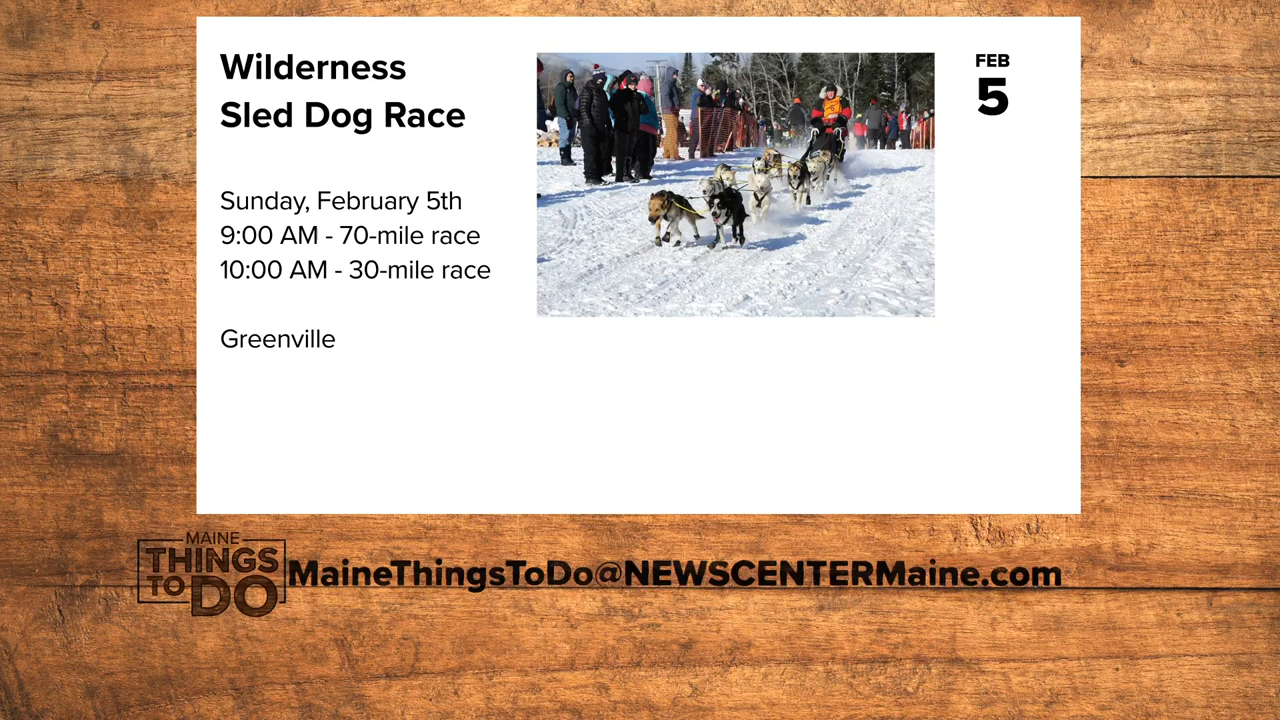 Wilderness
Sled Dog Race
FEB
5
Sunday, February 5th
9:00 AM - 70-mile race
10:00 AM - 30-mile race
Greenville
MAINE
THINGS
TO DO
MaineThingsToDo@NEWSCENTERMaine.com